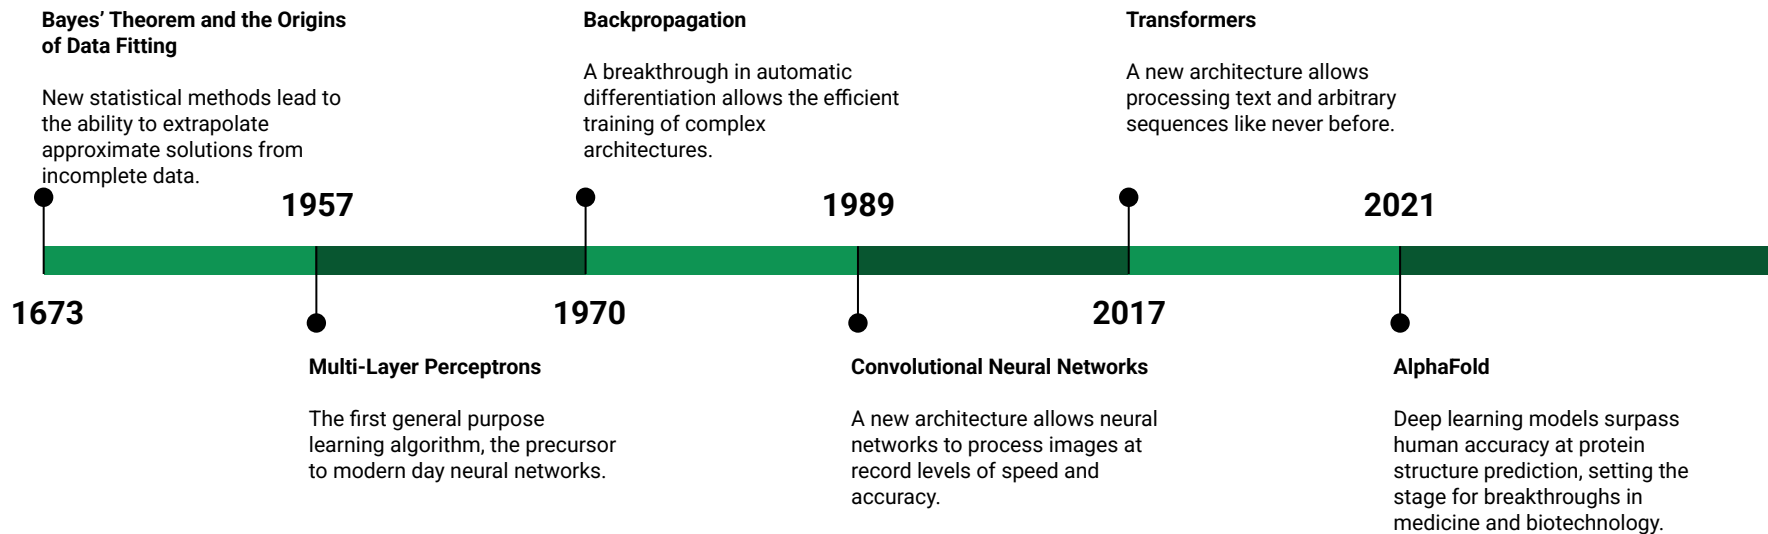 Bayes’ Theorem and the Origins
of Data Fitting
New statistical methods lead to
the ability to extrapolate
approximate solutions from
incomplete data.
1673
1957
Multi-Layer Perceptrons
The first general purpose
learning algorithm, the precursor
to modern day neural networks.
Backpropagation
A breakthrough in automatic
differentiation allows the efficient
training of complex
architectures.
1970
1989
Convolutional Neural Networks
A new architecture allows neural
networks to process images at
record levels of speed and
accuracy.
Transformers
A new architecture allows
processing text and arbitrary
sequences like never before.
2017
2021
AlphaFold
Deep learning models surpass
human accuracy at protein
structure prediction, setting the
stage for breakthroughs in
medicine and biotechnology.